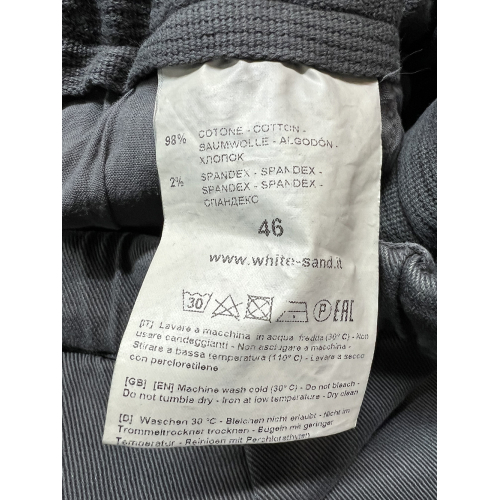 98% COTONE - COTTON -
BAUMWOLLE - ALGODÓN -
ХЛОПОК
2% SPANDEX - SPANDEX -
SPANDEX - SPANDEX -
СПАНДЕКС
46
www.white-sand.it
30 P EAC
[IT] Lavare a macchina in acqua fredda (30° C) - Non
usare candeggianti - Non asciugare a macchina -
Stirare a bassa temperatura (110° C) - Lavare a secco
con percloretilene
[GB] [EN] Machine wash cold (30° C) - Do not bleach -
Do not tumble dry - Iron at low temperature - Dry clean
[D] Waschen 30 °C - Bleichen nicht erlaubt - Nicht im
Trommeltrockner trocknen - Bügeln mit geringer
Temperatur - Reinigen mit Perchlorathylen